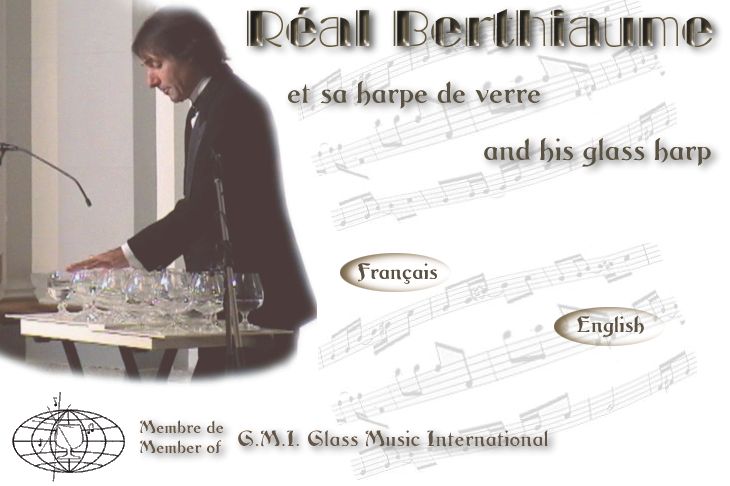 Réal Berthiaume
et sa harpe de verre
and his glass harp
Français
English
Membre de
Member of G.M.I. Glass Music International